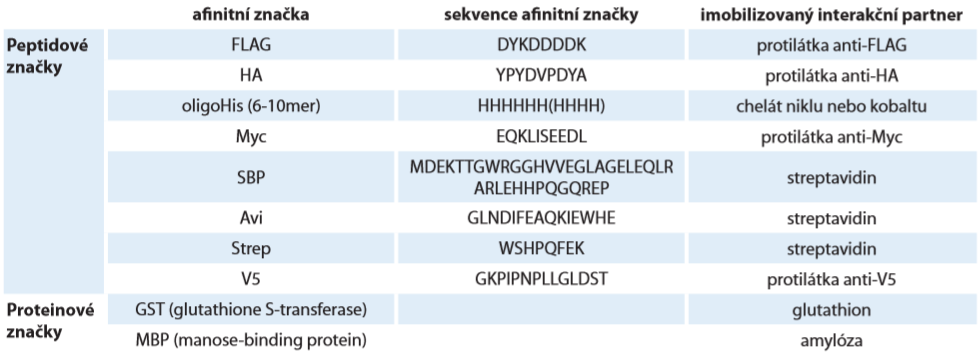 afinitní značka sekvence afinitní značky imobilizovaný interakční partner
Peptidové FLAG DYKDDDDK protilátka anti-FLAG
značky HA YPYDVPDYA protilátka anti-HA
oligoHis (6-10mer) HHHHHH(HHHH) chelát niklu nebo kobaltu
Myc EQKLISEEDL protilátka anti-Myc
SBP MDEKTTGWRGGHVVEGLAGELEQLR streptavidin
ARLEHHPQGQREP
Avi GLNDIFEAQKIEWHE streptavidin
Strep WSHPQFEK streptavidin
V5 GKPIPNPLLGLDST protilátka anti-V5
Proteinové GST (glutathione S-transferase) glutathion
značky MBP (manose-binding protein) amylóza